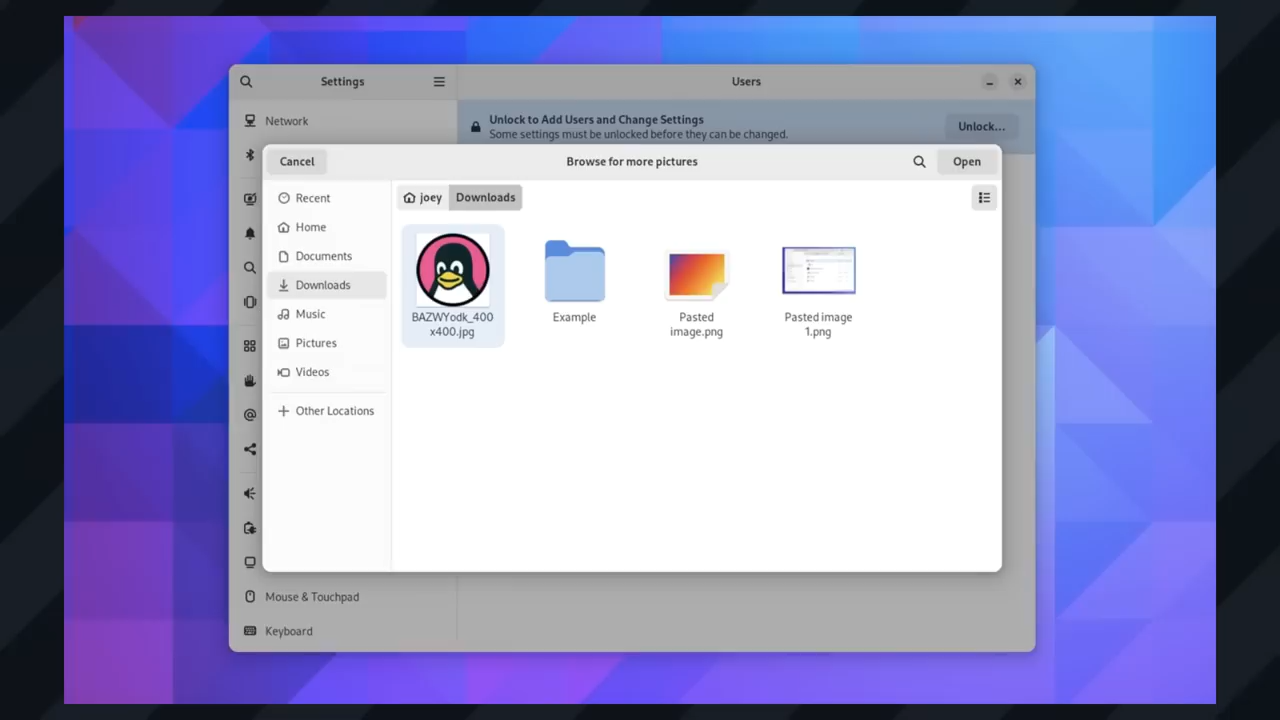 Settings
Users
Network
Unlock to Add Users and Change Settings
Some settings must be unlocked before they can be changed.
Unlock...
Cancel
Browse for more pictures
Open
Recent
Home
Documents
Downloads
Music
Pictures
Videos
Other Locations
joey
Downloads
BAZWYodk_400
x400.jpg
Example
Pasted
image.png
Pasted image
1.png
Mouse & Touchpad
Keyboard